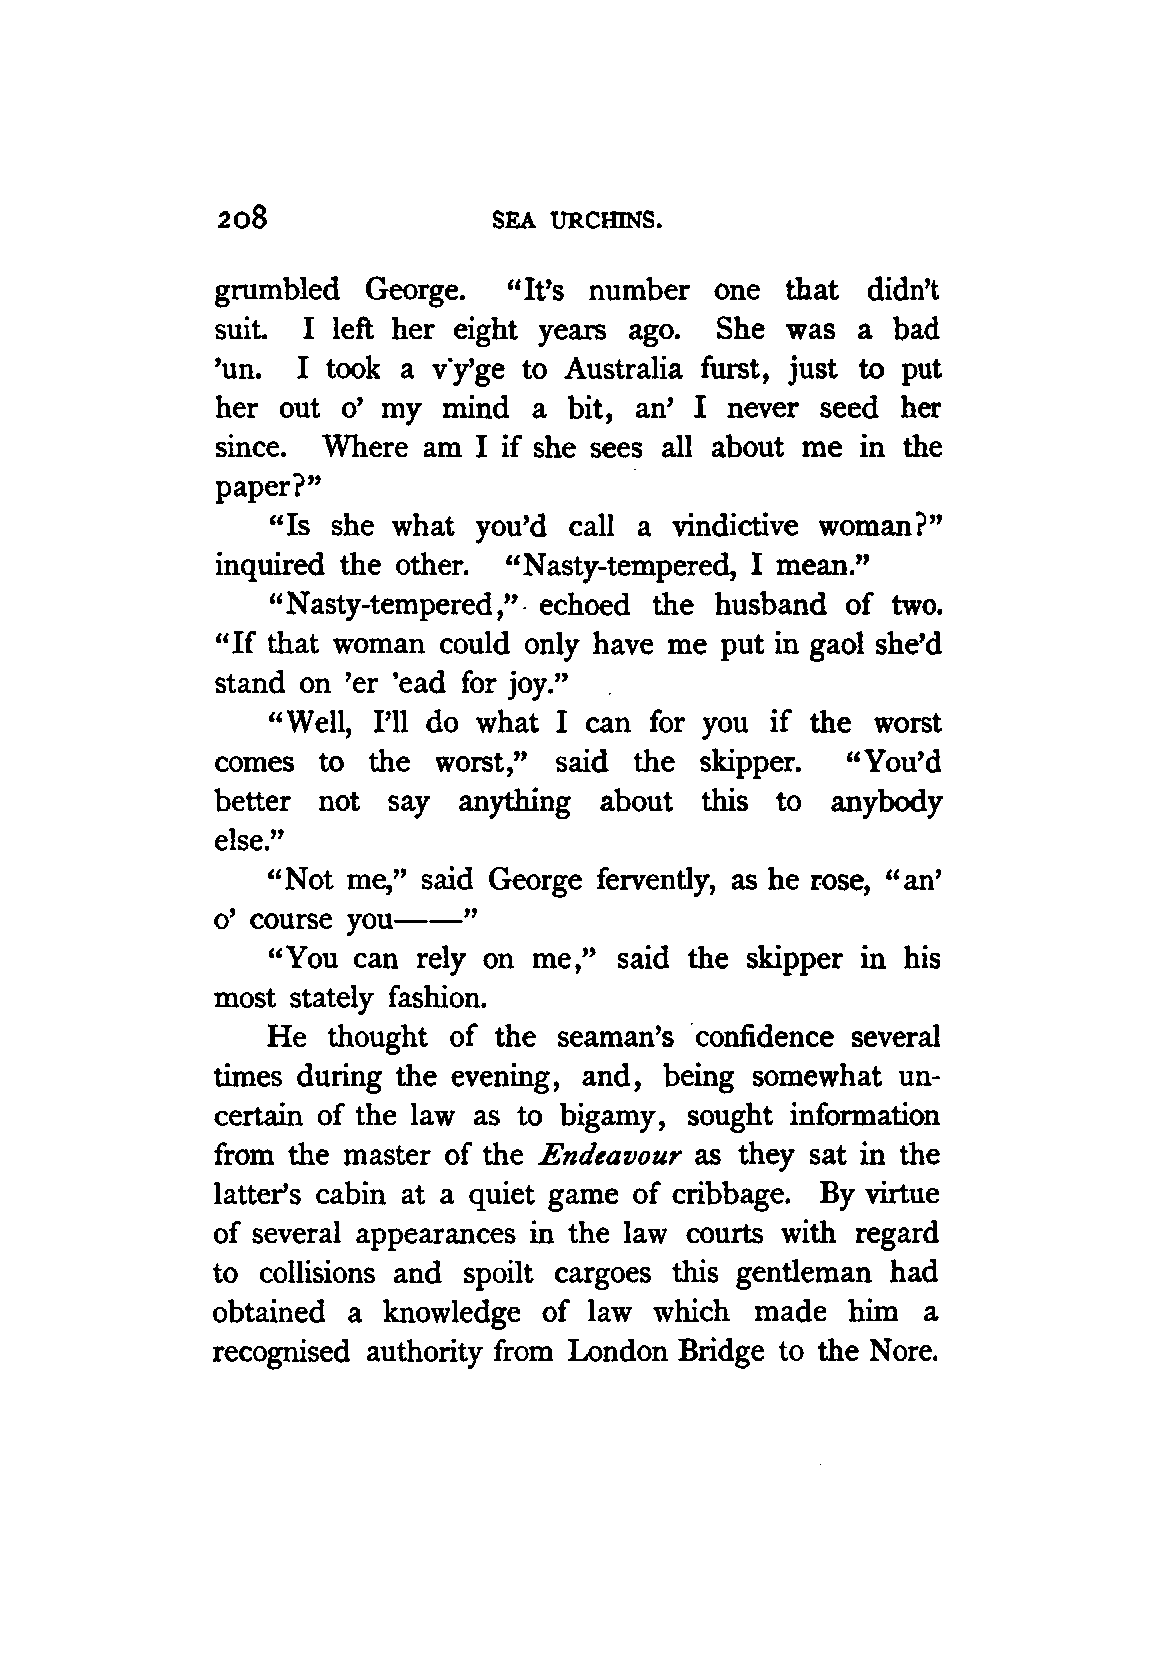 208 SEA URCHINS.
grumbled George. “It’s number one that didn’t
suit. I left her eight years ago. She was a bad
’un. I took a v’y’ge to Australia furst, just to put
her out o’ my mind a bit, an’ I never seed her
since. Where am I if she sees all about me in the
paper?”
“Is she what you’d call a vindictive woman?”
inquired the other. “Nasty-tempered, I mean.”
“Nasty-tempered,” echoed the husband of two.
“If that woman could only have me put in gaol she’d
stand on ’er ’ead for joy.”
“Well, I’ll do what I can for you if the worst
comes to the worst,” said the skipper. “You’d
better not say anything about this to anybody
else.”
“Not me,” said George fervently, as he rose, “an’
o’ course you——”
“You can rely on me,” said the skipper in his
most stately fashion.
He thought of the seaman’s confidence several
times during the evening, and, being somewhat un-
certain of the law as to bigamy, sought information
from the master of the Endeavour as they sat in the
latter’s cabin at a quiet game of cribbage. By virtue
of several appearances in the law courts with regard
to collisions and spoilt cargoes this gentleman had
obtained a knowledge of law which made him a
recognised authority from London Bridge to the Nore.